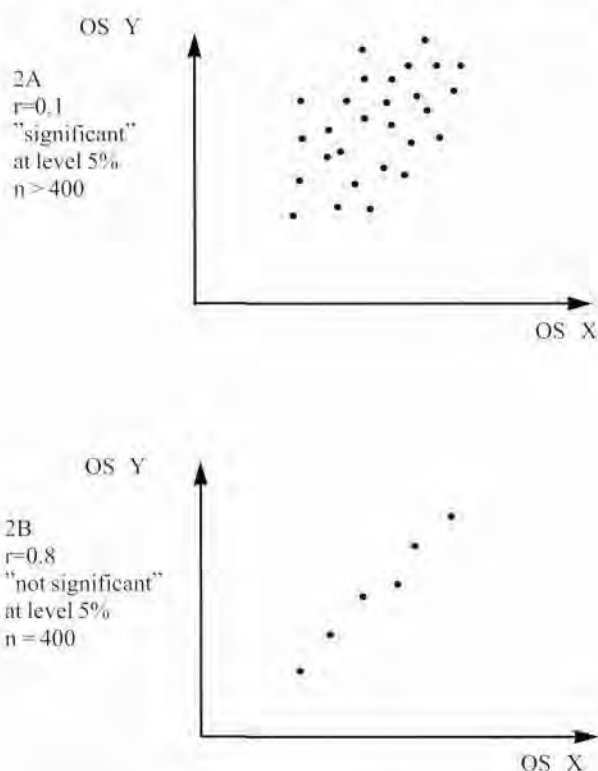 OS Y
2A
r=0,1
"significant"
at level 5%
n > 400
OS X
OS Y
2B
r=0.8
"not significant"
at level 5%
n = 400
OS X